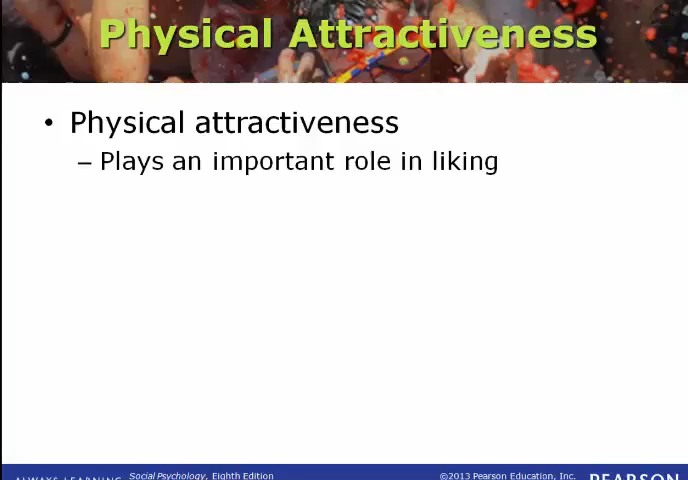 Physical Attractiveness
• Physical attractiveness
– Plays an important role in liking
ALWAYS LEARNING
Social Psychology, Eighth Edition
©2013 Pearson Education, Inc.
PEARSON